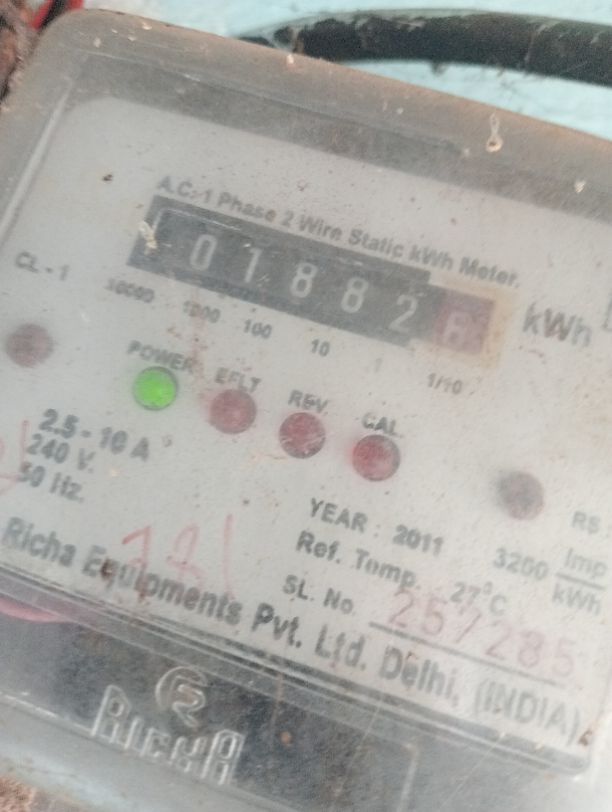 A.C. 1 Phase 2 Wire Static kWh Meter.
01882 kWh
CL - 1
10000 1000 100 10 1 1/10
POWER EFLT REV CAL
2.5 - 10 A
240 V.
50 Hz.
YEAR : 2011
3200 Imp
kWh
Ref. Temp. 27°C
SL. No. 257285
Richa Equipments Pvt. Ltd. Delhi, (INDIA)
RICHA